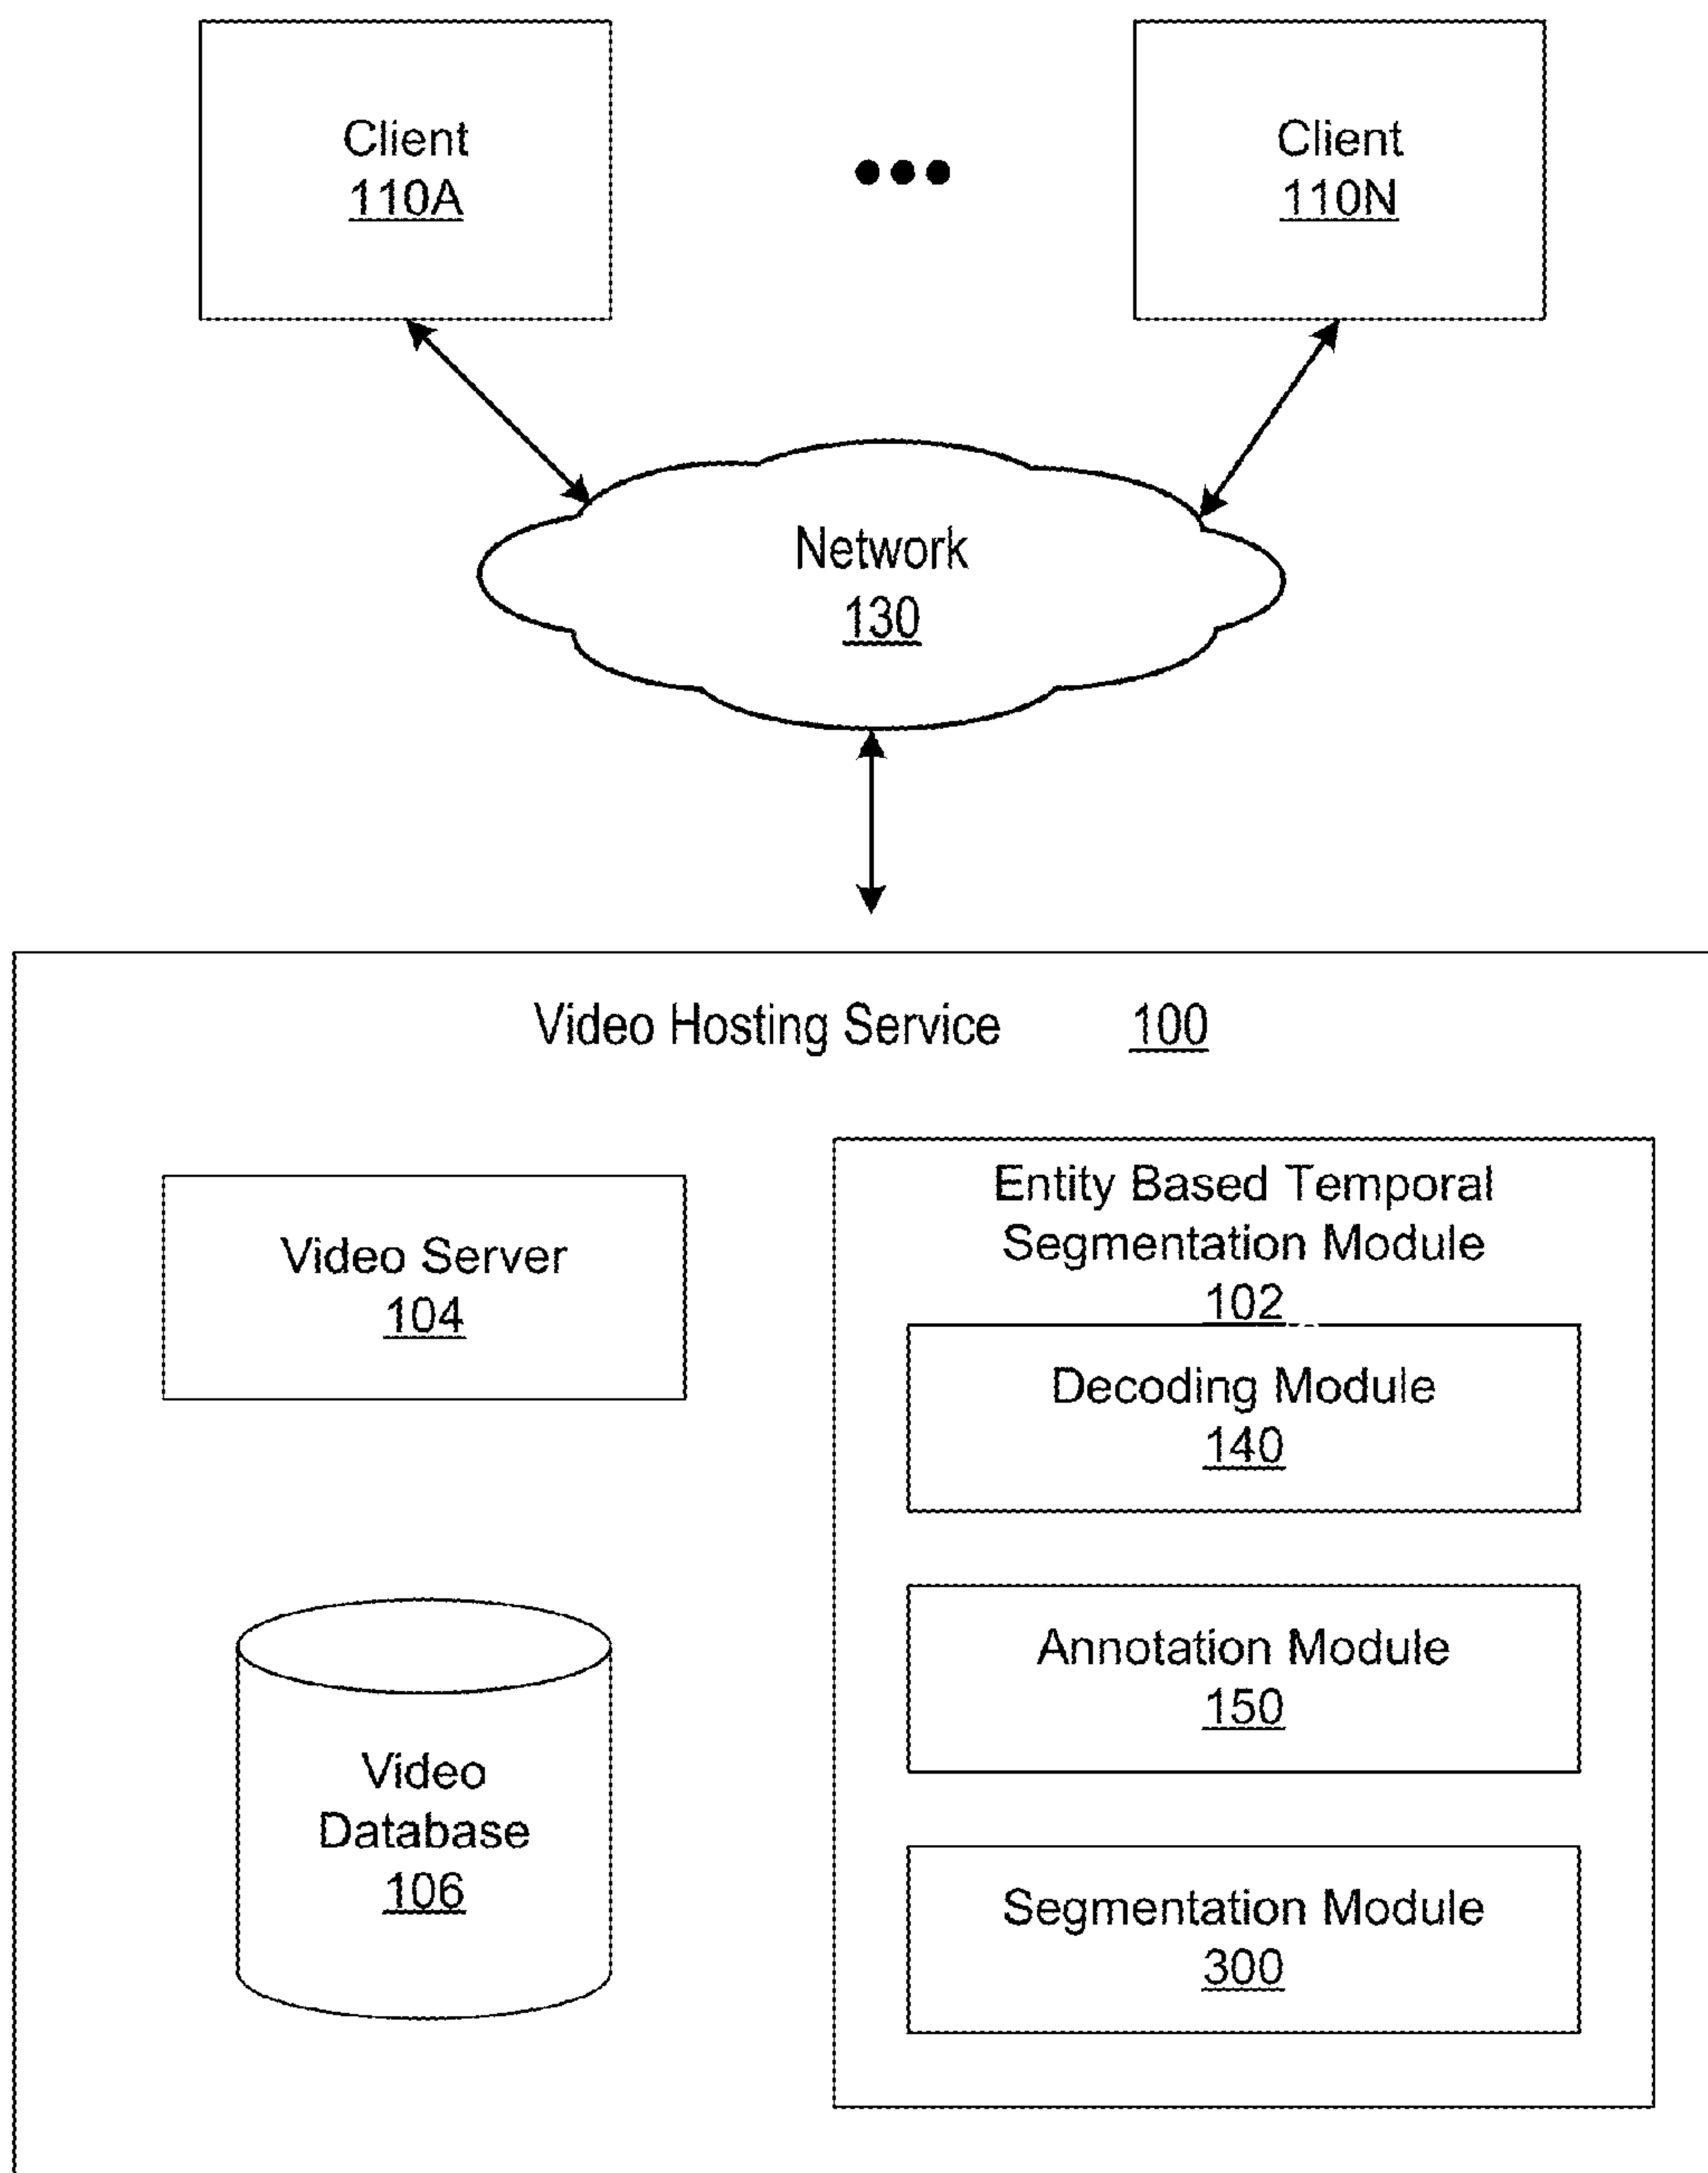 Client
110A
Client
110N
Network
130
Video Hosting Service 100
Video Server
104
Video
Database
106
Entity Based Temporal
Segmentation Module
102
Decoding Module
140
Annotation Module
150
Segmentation Module
300